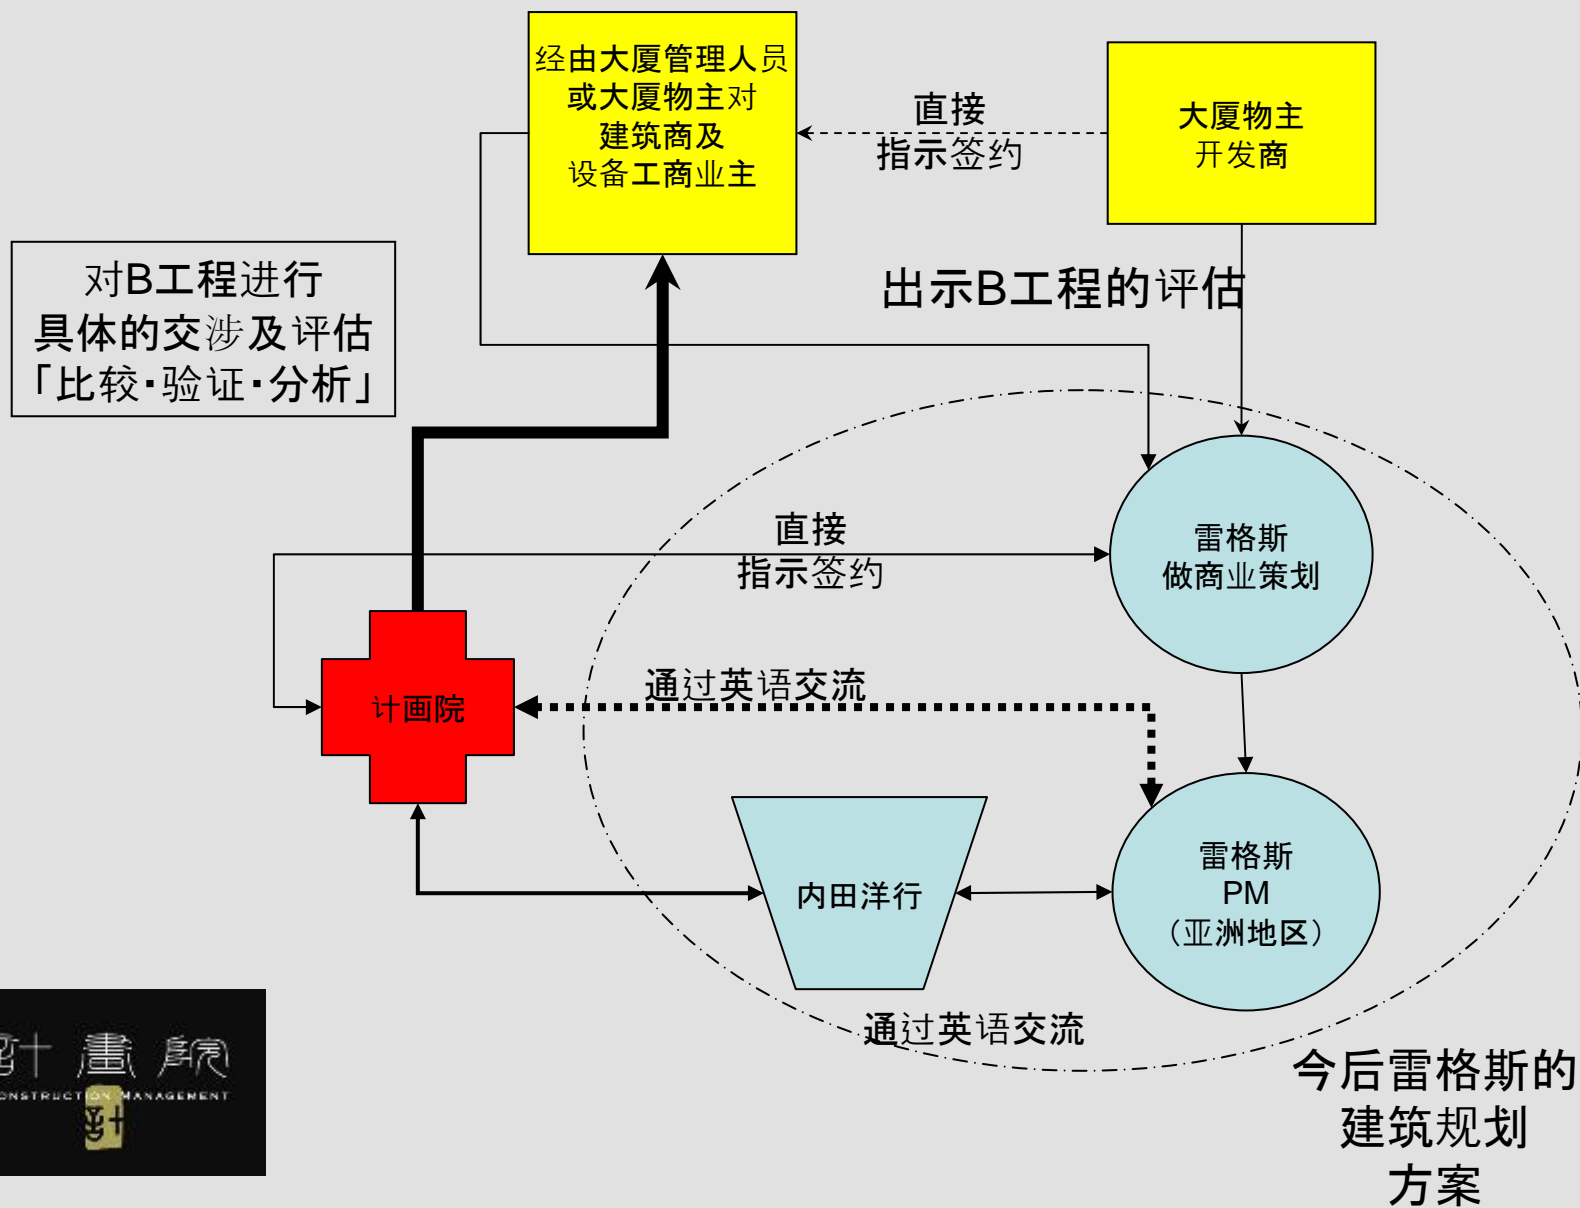 经由大厦管理人员
或大厦物主对
建筑商及
设备工商业主
直接
指示签约
大厦物主
开发商
对B工程进行
具体的交涉及评估
「比较·验证·分析」
出示B工程的评估
直接
指示签约
雷格斯
做商业策划
通过英语交流
计画院
内田洋行
雷格斯
PM
（亚洲地区）
通过英语交流
計畫院
ONSTRUCTION MANAGEMENT
計
今后雷格斯的
建筑规划
方案